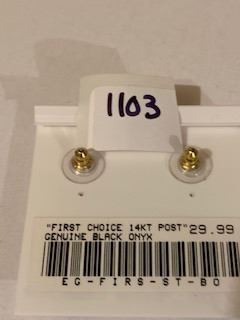 1103
"FIRST CHOICE 14KT POST" 29.99
GENUINE BLACK ONYX
EG-FIRS-ST-BO